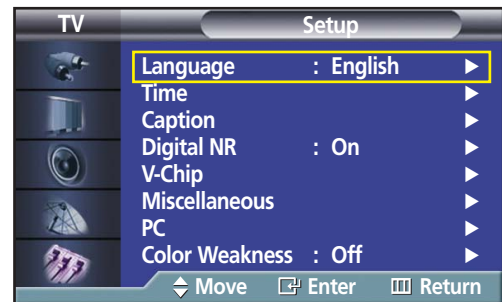 TV Setup
Language : English
Time
Caption
Digital NR : On
V-Chip
Miscellaneous
PC
Color Weakness : Off
Move Enter Return